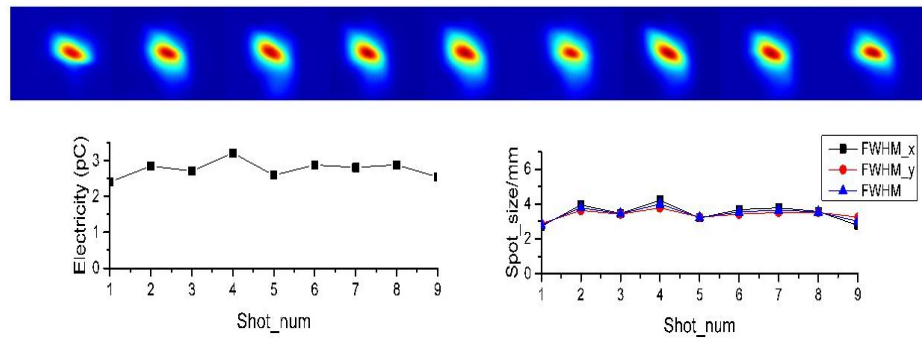 Electricity (pC)
3
2
1
0
1 2 3 4 5 6 7 8 9
Shot_num
FWHM_x
FWHM_y
FWHM
Spot_size/mm
6
4
2
0
1 2 3 4 5 6 7 8 9
Shot_num